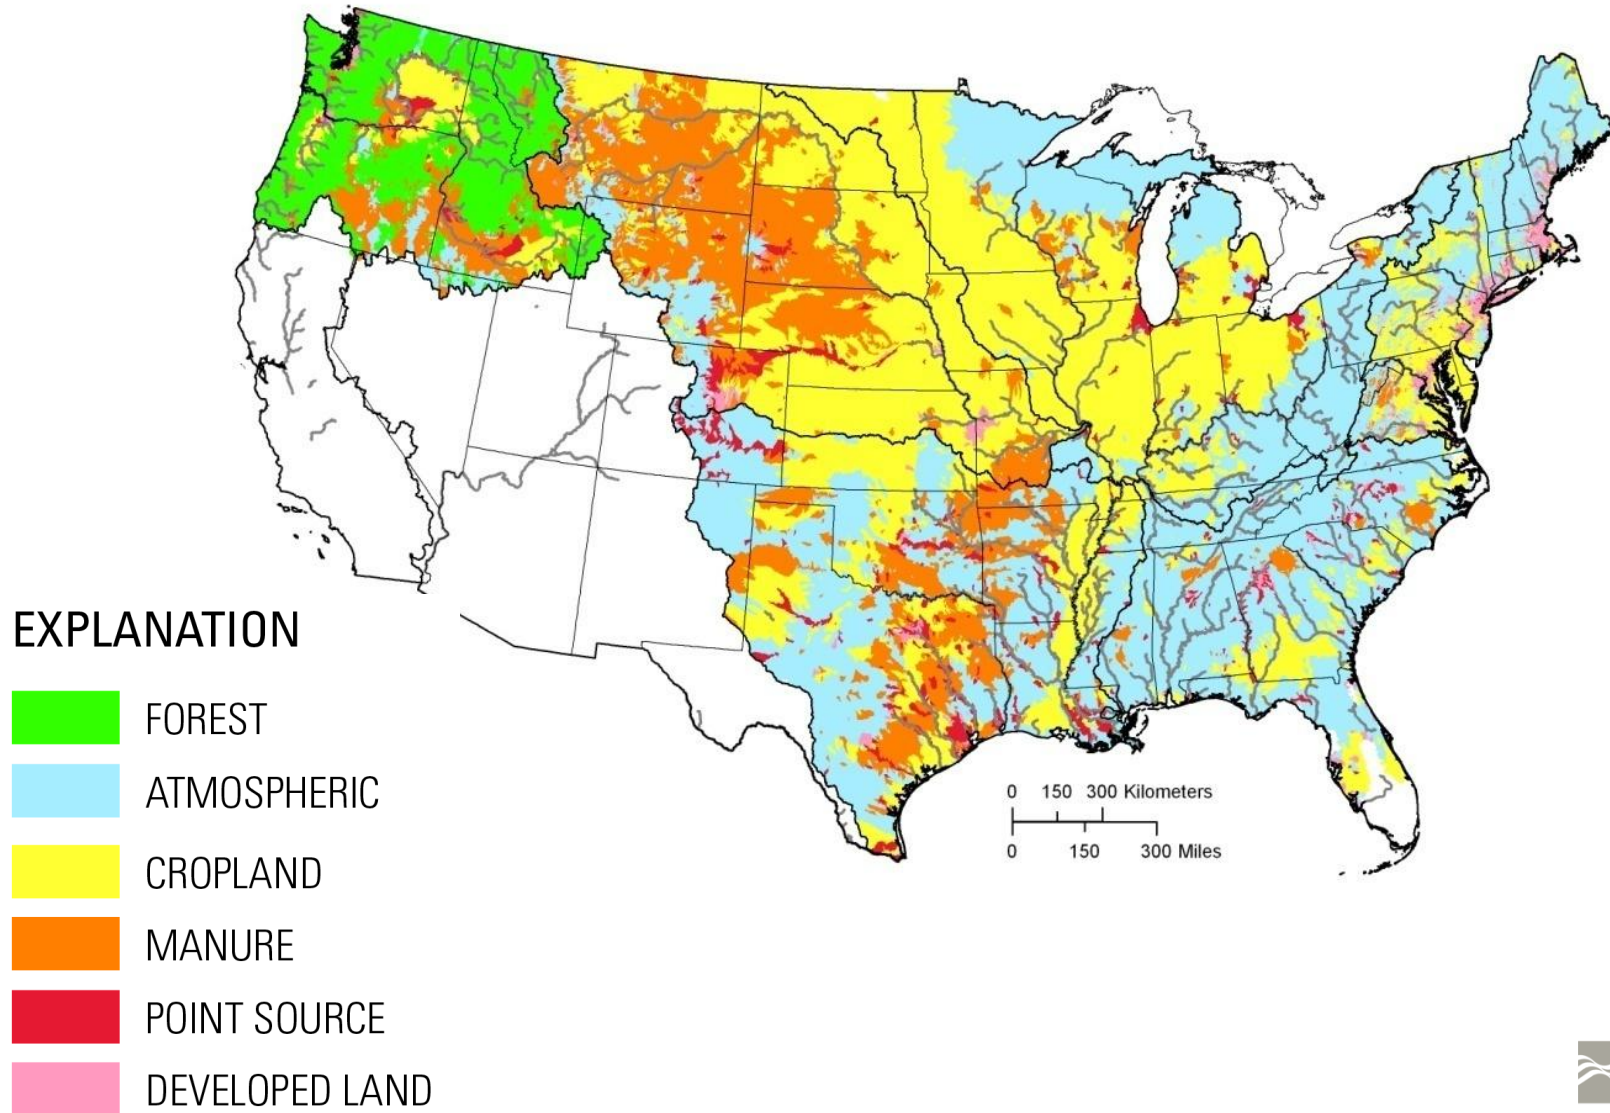 0 150 300 Kilometers
0 150 300 Miles
EXPLANATION
FOREST
ATMOSPHERIC
CROPLAND
MANURE
POINT SOURCE
DEVELOPED LAND